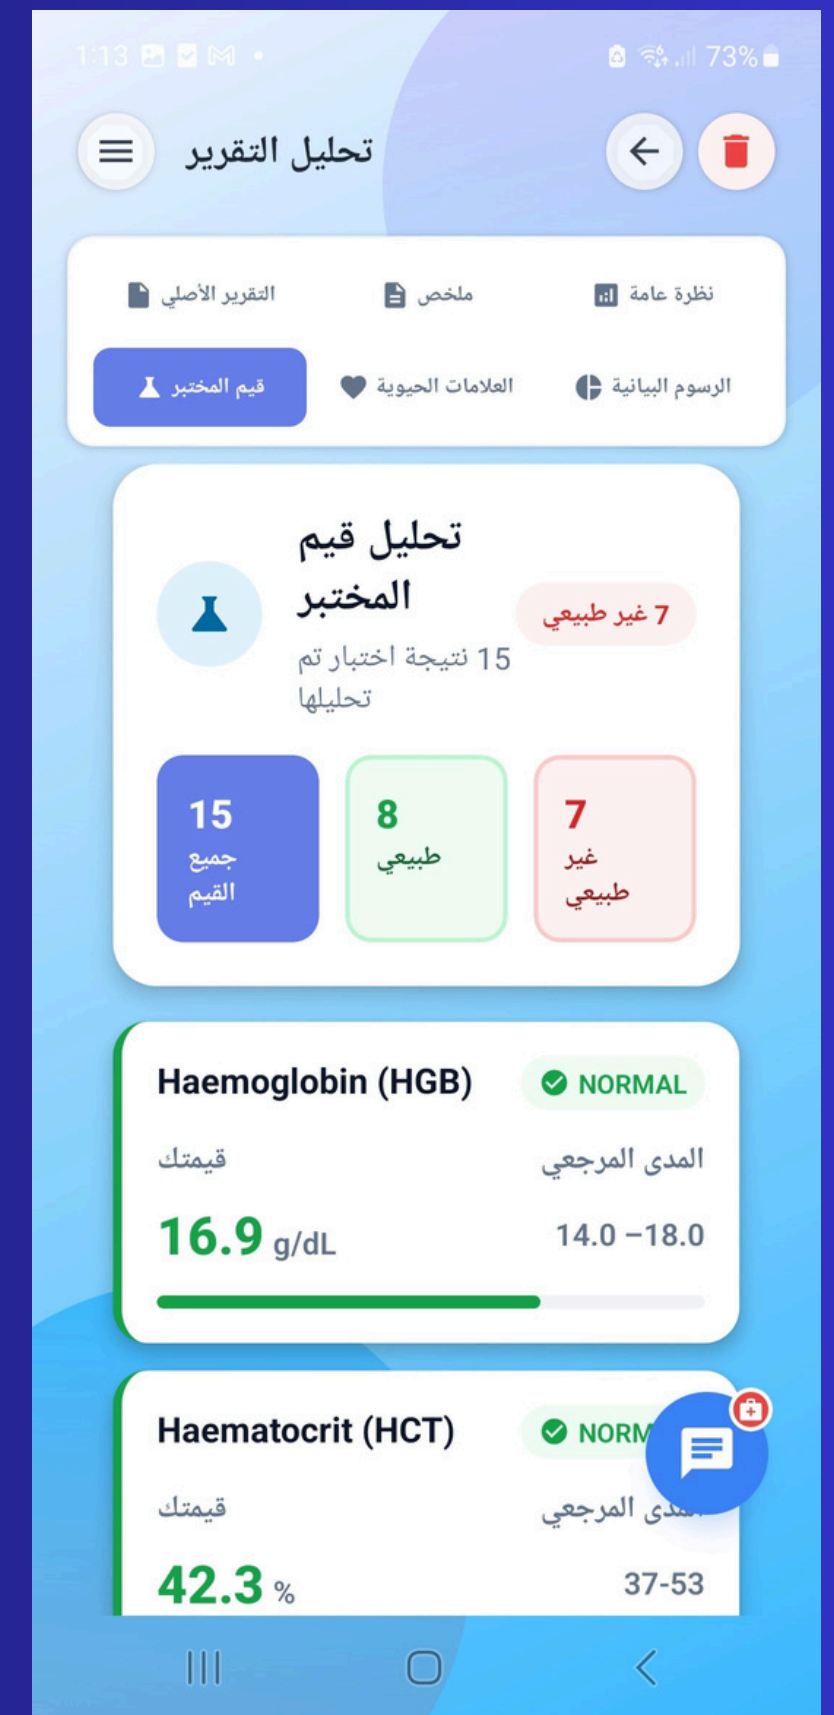 1:13
73%
تحليل التقرير
نظرة عامة
ملخص
التقرير الأصلي
الرسوم البيانية
العلامات الحيوية
قيم المختبر
تحليل قيم
المختبر
7 غير طبيعي
15 نتيجة اختبار تم
تحليلها
15
جميع
القيم
8
طبيعي
7
غير
طبيعي
Haemoglobin (HGB)
NORMAL
قيمتك
المدى المرجعي
16.9 g/dL
14.0 –18.0
Haematocrit (HCT)
NORM
قيمتك
المدى المرجعي
42.3 %
37-53